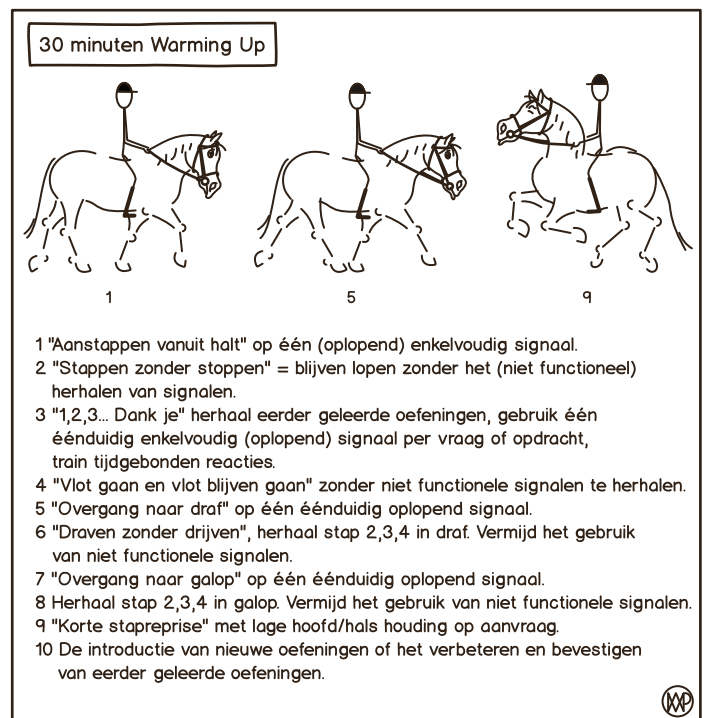 30 minuten Warming Up
1
5
9
1 "Aanstappen vanuit halt" op één (oplopend) enkelvoudig signaal.
2 "Stappen zonder stoppen" = blijven lopen zonder het (niet functioneel)
herhalen van signalen.
3 "1,2,3... Dank je" herhaal eerder geleerde oefeningen, gebruik één
éénduidig enkelvoudig (oplopend) signaal per vraag of opdracht,
train tijdgebonden reacties.
4 "Vlot gaan en vlot blijven gaan" zonder niet functionele signalen te herhalen.
5 "Overgang naar draf" op één éénduidig oplopend signaal.
6 "Draven zonder drijven", herhaal stap 2,3,4 in draf. Vermijd het gebruik
van niet functionele signalen.
7 "Overgang naar galop" op één éénduidig oplopend signaal.
8 Herhaal stap 2,3,4 in galop. Vermijd het gebruik van niet functionele signalen.
9 "Korte stapreprise" met lage hoofd/hals houding op aanvraag.
10 De introductie van nieuwe oefeningen of het verbeteren en bevestigen
van eerder geleerde oefeningen.